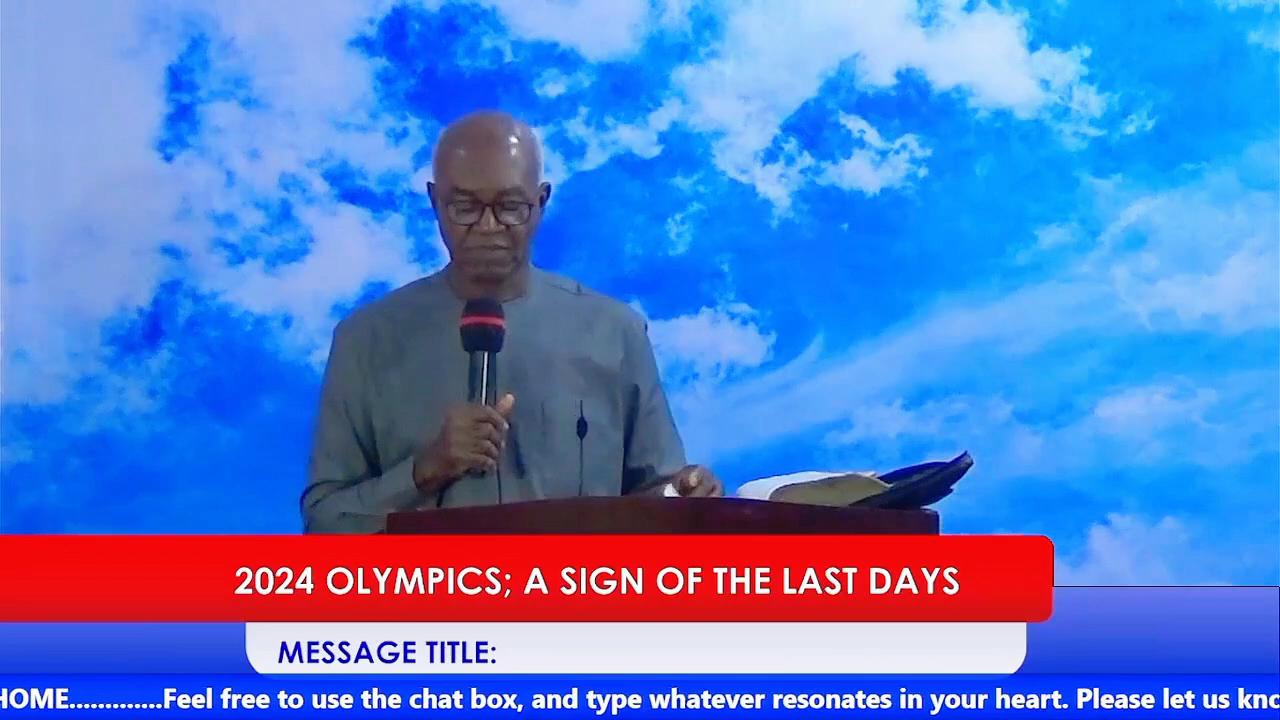 2024 OLYMPICS; A SIGN OF THE LAST DAYS
MESSAGE TITLE:
HOME.............Feel free to use the chat box, and type whatever resonates in your heart. Please let us kno